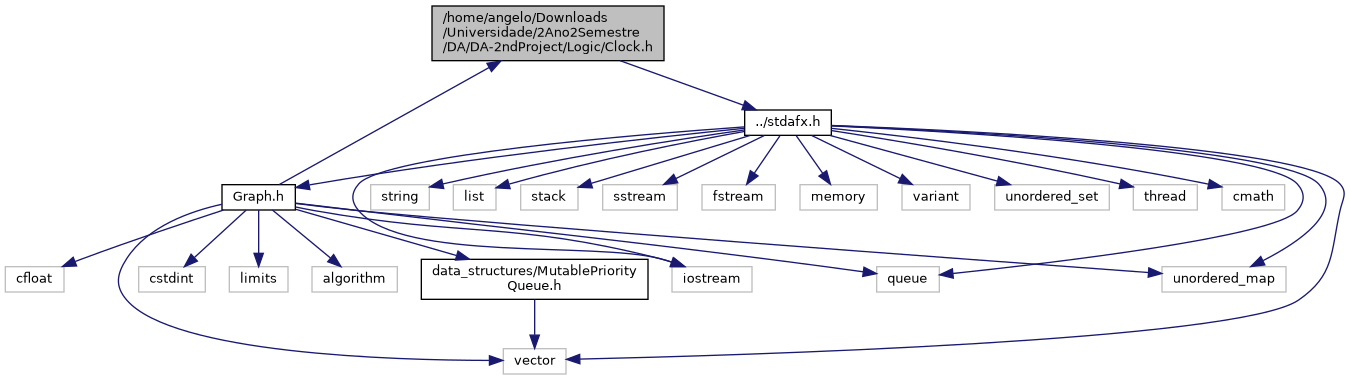 /home/angelo/Downloads
/Universidade/2Ano2Semestre
/DA/DA-2ndProject/Logic/Clock.h
../stdafx.h
Graph.h
string
list
stack
sstream
fstream
memory
variant
unordered_set
thread
cmath
cfloat
cstdint
limits
algorithm
data_structures/MutablePriority
Queue.h
iostream
queue
unordered_map
vector